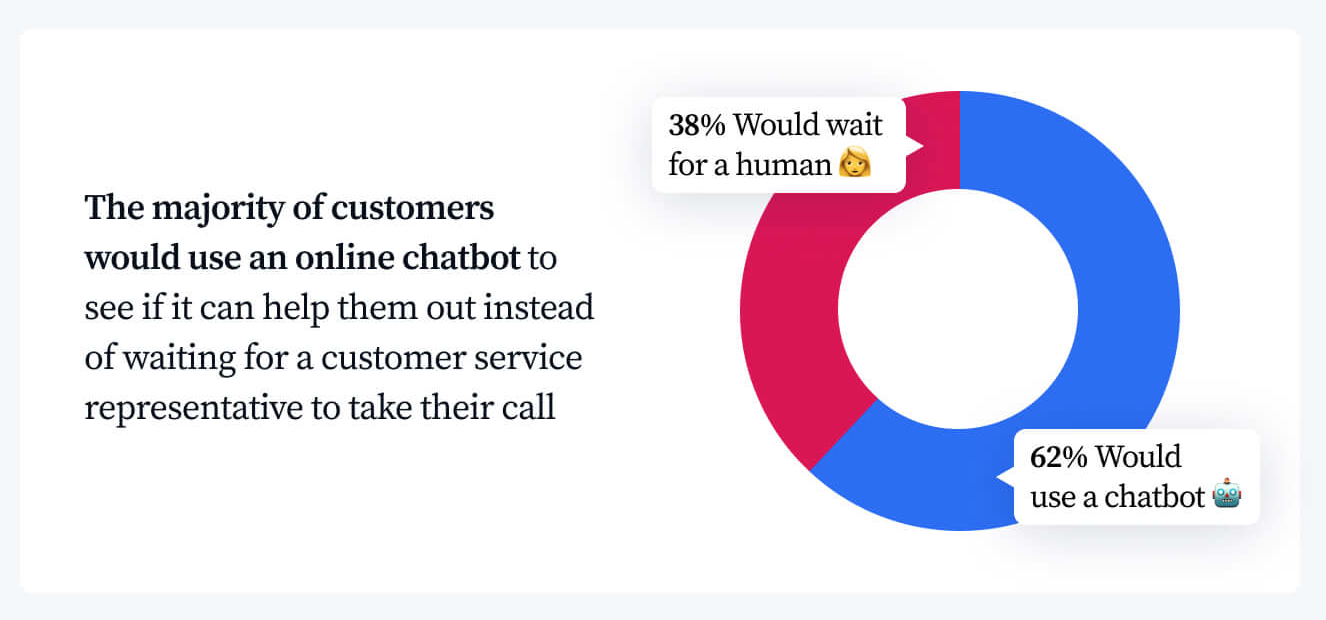 The majority of customers
would use an online chatbot to
see if it can help them out instead
of waiting for a customer service
representative to take their call
38% Would wait
for a human 👩
62% Would
use a chatbot 🤖